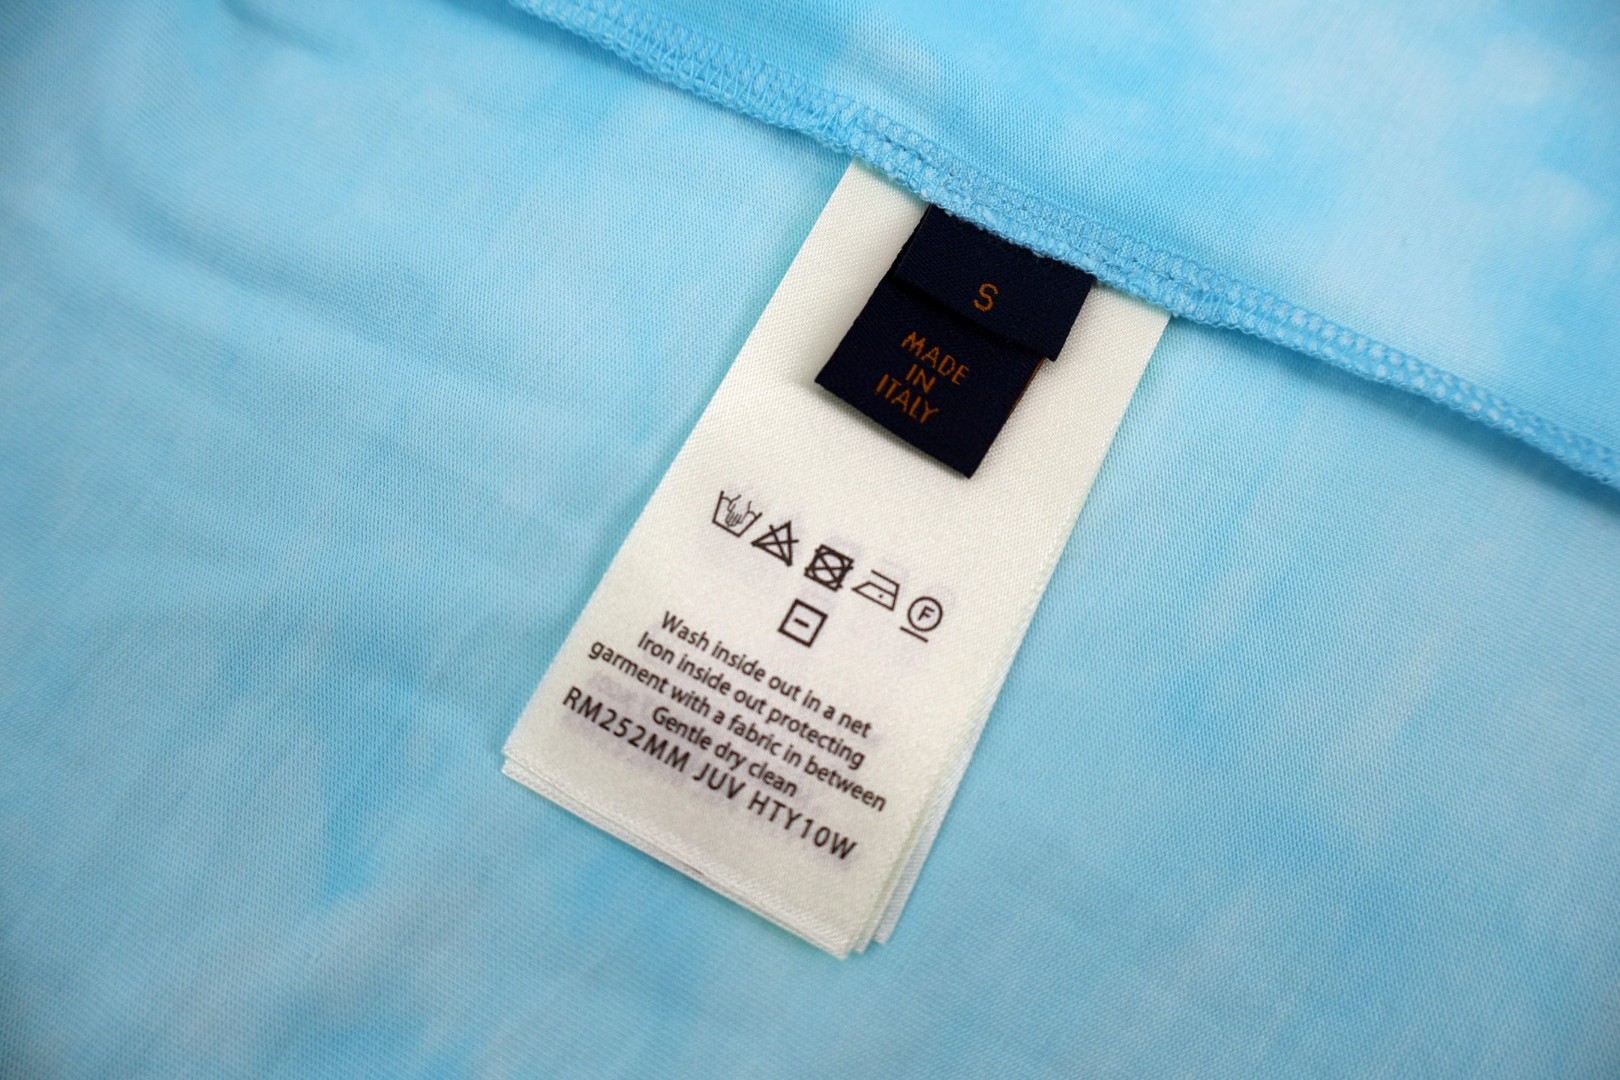 S
MADE
IN
ITALY
F
Wash inside out in a net
Iron inside out protecting
garment with a fabric in between
Gentle dry clean
RM252MM JUV HTY10W